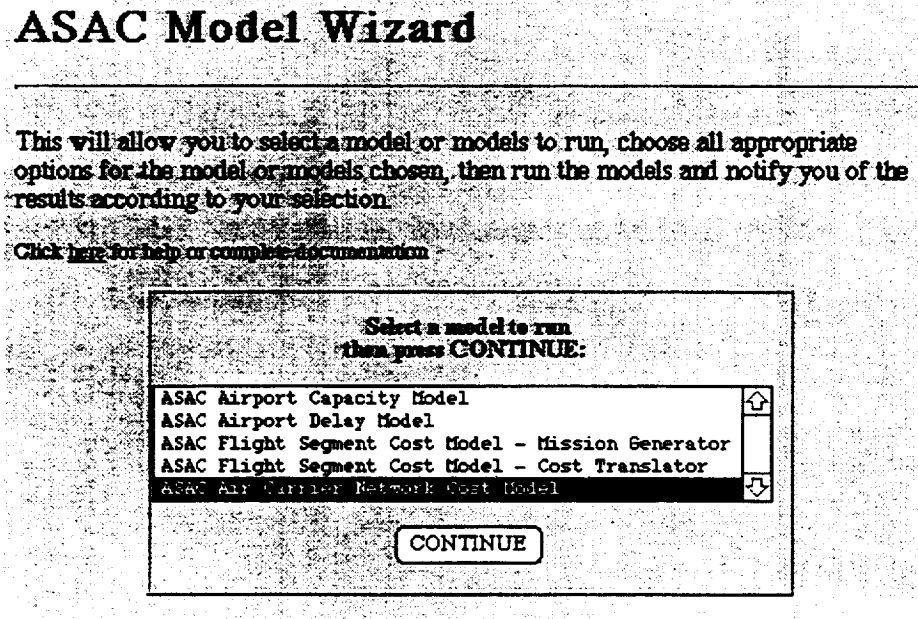 ASAC Model Wizard
This will allow you to select a model or models to run, choose all appropriate
options for the model or models chosen, then run the models and notify you of the
results according to your selection.
Click here for help or complete documentation
Select a model to run
then press CONTINUE:
ASAC Airport Capacity Model
ASAC Airport Delay Model
ASAC Flight Segment Cost Model - Mission Generator
ASAC Flight Segment Cost Model - Cost Translator
ASAC Air Carrier Network Cost Model
CONTINUE